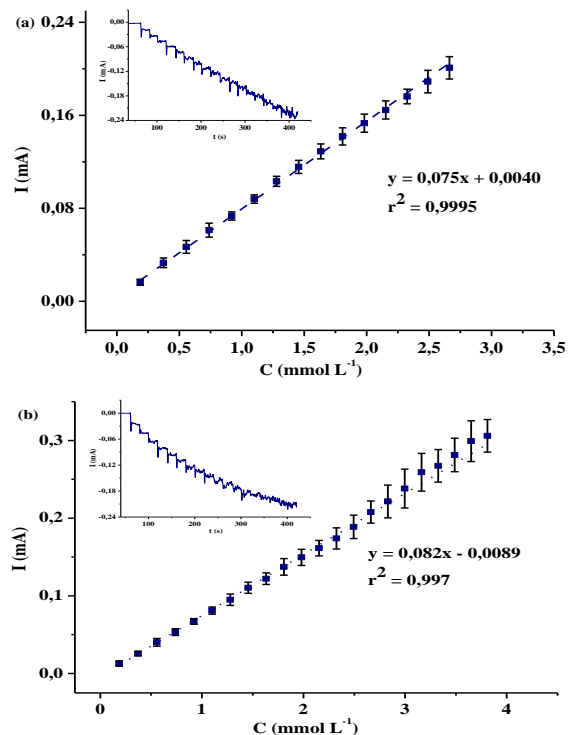 (a)
0,24
0,16
0,08
0,00
I (mA)
0,00
-0,06
-0,12
-0,18
-0,24
I (mA)
100 200 300 400
t (s)
y = 0,075x + 0,0040
r² = 0,9995
0,0 0,5 1,0 1,5 2,0 2,5 3,0 3,5
C (mmol L⁻¹)
(b)
0,3
0,2
0,1
0,0
I (mA)
0,00
-0,06
-0,12
-0,18
-0,24
I (mA)
100 200 300 400
t (s)
y = 0,082x - 0,0089
r² = 0,997
0 1 2 3 4
C (mmol L⁻¹)